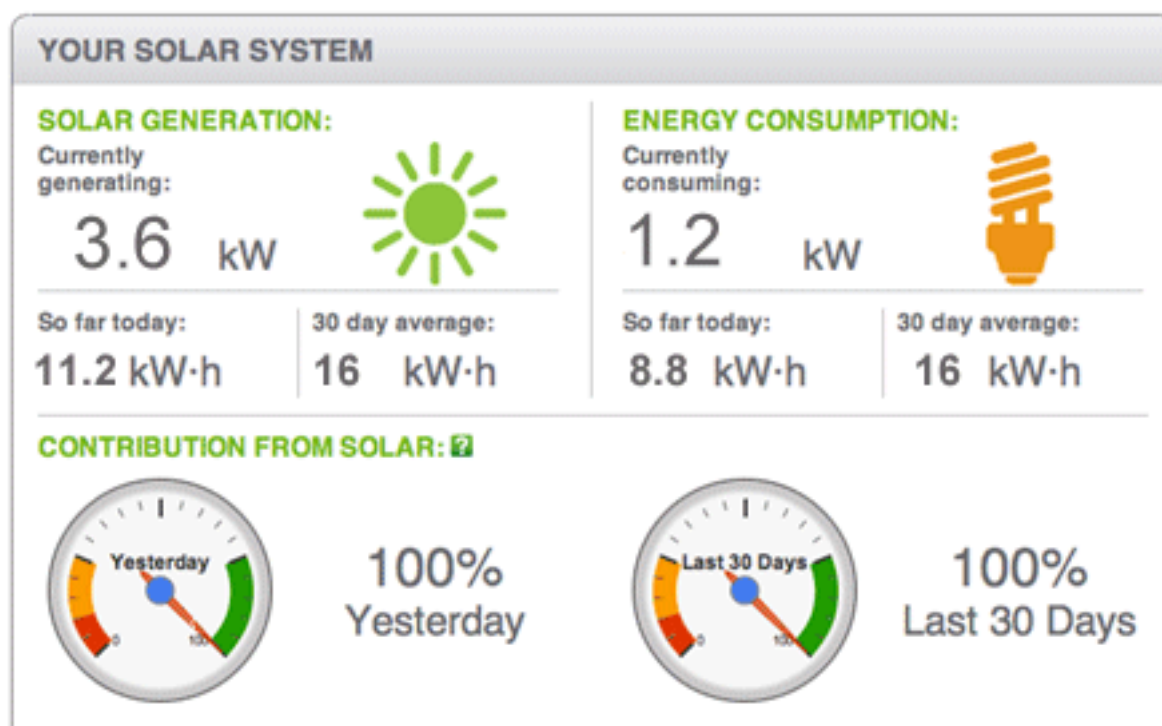 YOUR SOLAR SYSTEM
SOLAR GENERATION:
Currently
generating:
3.6 kW
So far today:
11.2 kW·h
30 day average:
16 kW·h
ENERGY CONSUMPTION:
Currently
consuming:
1.2 kW
So far today:
8.8 kW·h
30 day average:
16 kW·h
CONTRIBUTION FROM SOLAR: ?
Yesterday
0 100
100%
Yesterday
Last 30 Days
0 100
100%
Last 30 Days